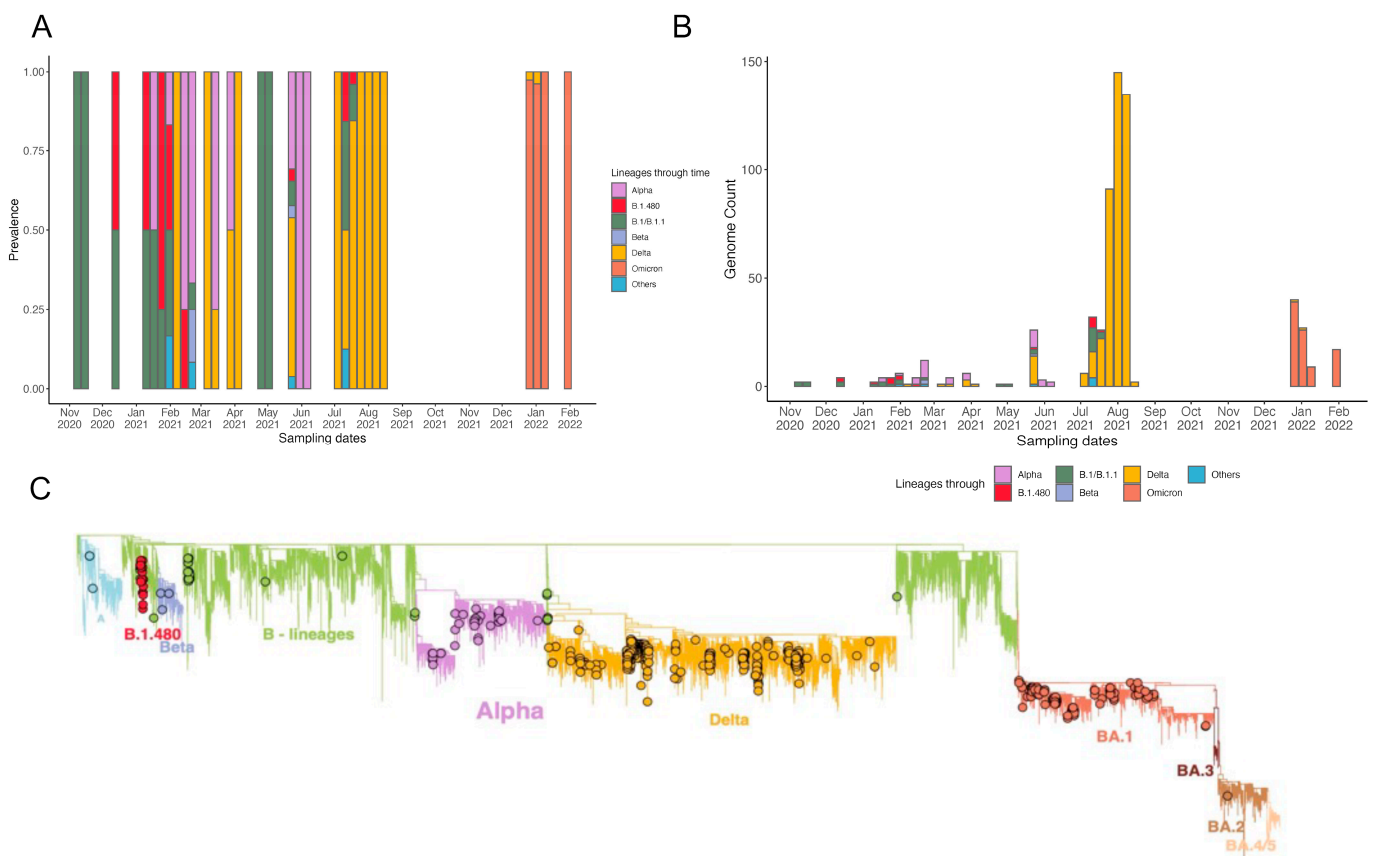 A
B
1.00
0.75
0.50
0.25
0.00
Prevalence
Nov Dec Jan Feb Mar Apr May Jun Jul Aug Sep Oct Nov Dec Jan Feb
2020 2020 2021 2021 2021 2021 2021 2021 2021 2021 2021 2021 2021 2021 2022 2022
Sampling dates
Lineages through time
Alpha
B.1.480
B.1/B.1.1
Beta
Delta
Omicron
Others
150
100
50
0
Genome Count
Nov Dec Jan Feb Mar Apr May Jun Jul Aug Sep Oct Nov Dec Jan Feb
2020 2020 2021 2021 2021 2021 2021 2021 2021 2021 2021 2021 2021 2021 2022 2022
Sampling dates
Lineages through
Alpha B.1/B.1.1 Delta Others
B.1.480 Beta Omicron
C
A
B.1.480
Beta
B - lineages
Alpha
Delta
BA.1
BA.3
BA.2
BA.4/5